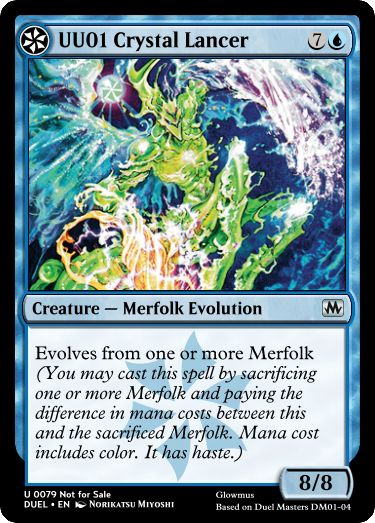 UU01 Crystal Lancer 7
Creature — Merfolk Evolution
Evolves from one or more Merfolk
(You may cast this spell by sacrificing
one or more Merfolk and paying the
difference in mana costs between this
and the sacrificed Merfolk. Mana cost
includes color. It has haste.)
8/8
U 0079 Not for Sale
DUEL • EN NORIKATSU MIYOSHI
Glowmus
Based on Duel Masters DM01-04